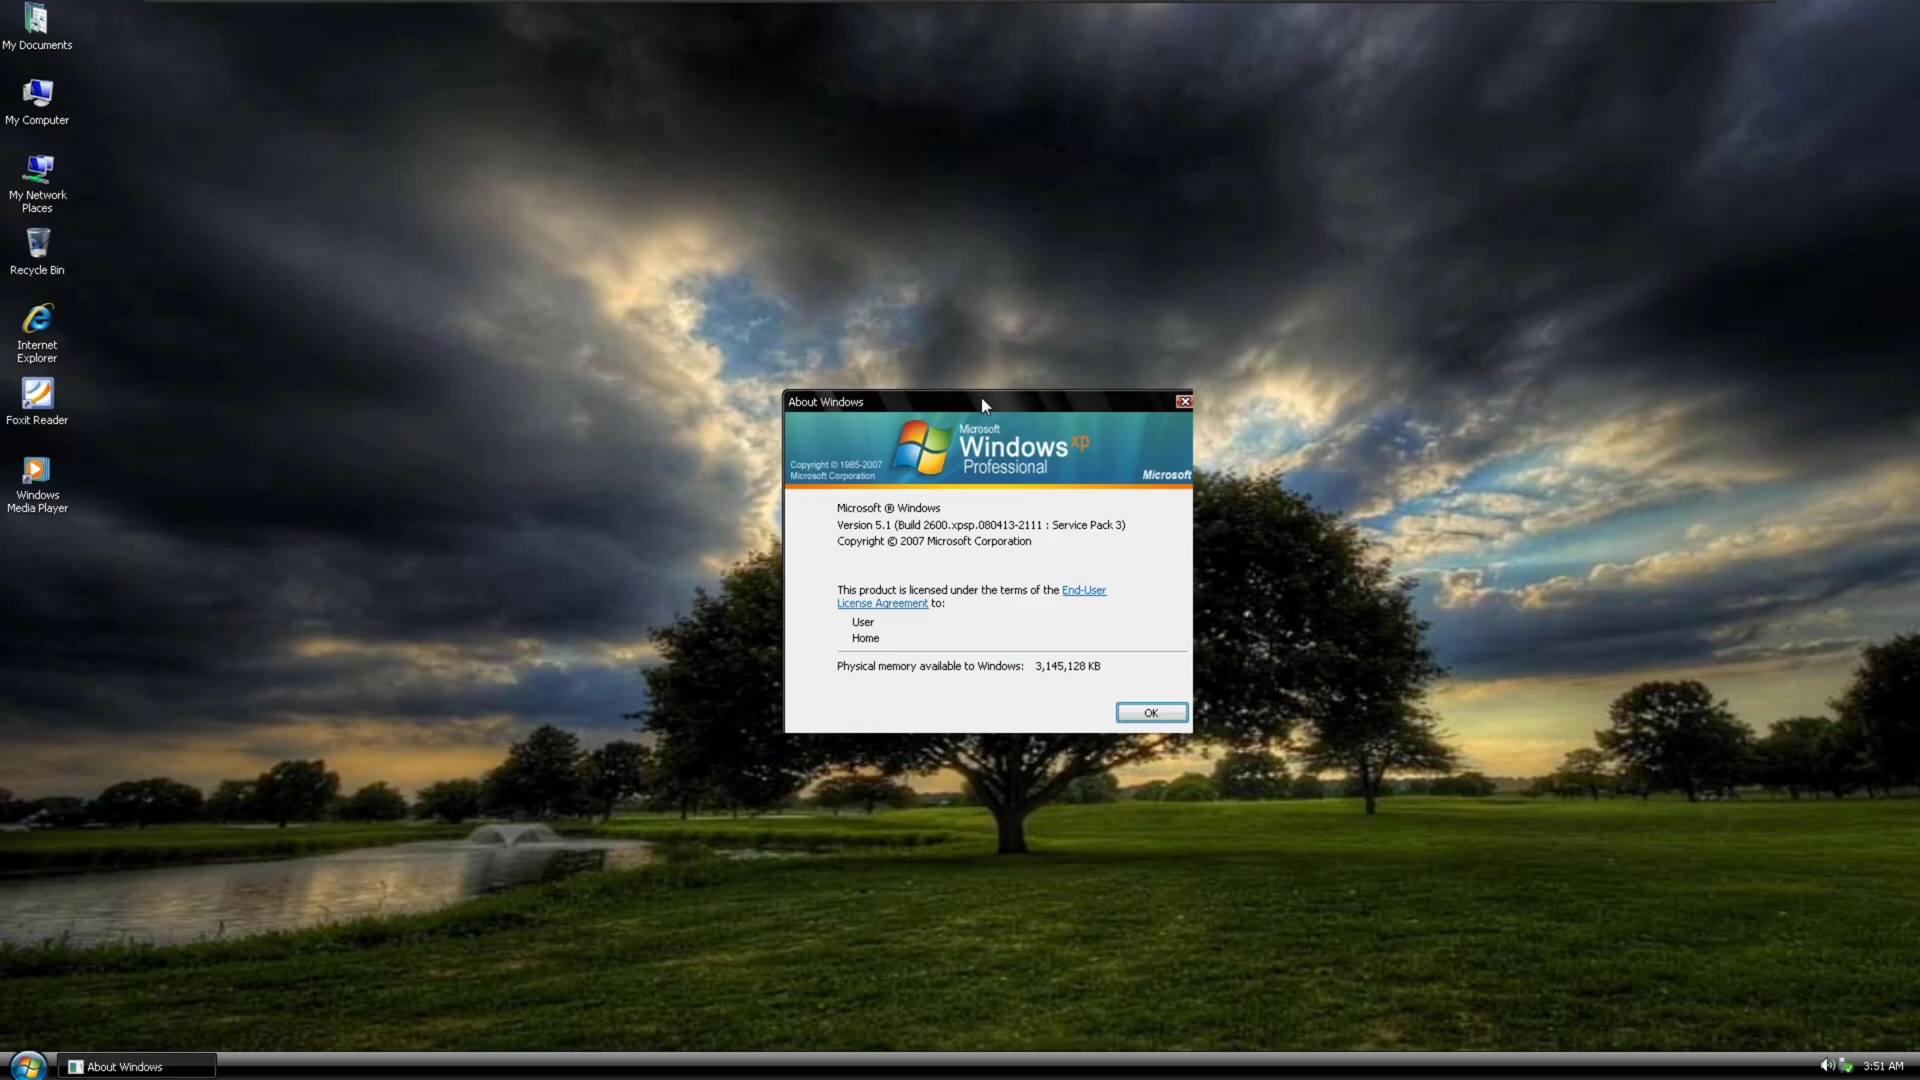 My Documents
My Computer
My Network
Places
Recycle Bin
Internet
Explorer
Foxit Reader
Windows
Media Player
About Windows
Microsoft
Windows xp
Professional
Copyright © 1985-2007
Microsoft Corporation
Microsoft
Microsoft ® Windows
Version 5.1 (Build 2600.xpsp.080413-2111 : Service Pack 3)
Copyright © 2007 Microsoft Corporation
This product is licensed under the terms of the End-User
License Agreement to:
User
Home
Physical memory available to Windows: 3,145,128 KB
OK
About Windows
3:51 AM